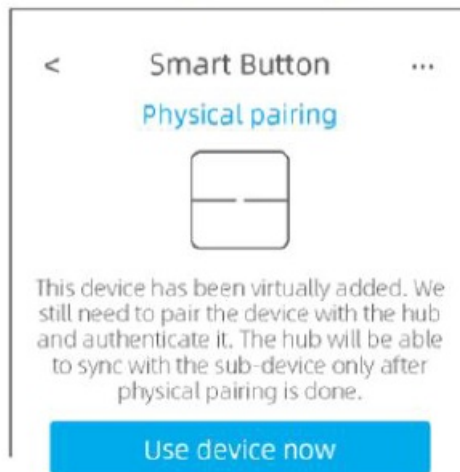 < Smart Button ...
Physical pairing
This device has been virtually added. We
still need to pair the device with the hub
and authenticate it. The hub will be able
to sync with the sub-device only after
physical pairing is done.
Use device now